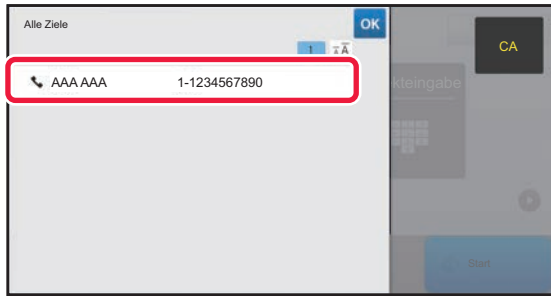 Alle Ziele
OK
CA
1
AAA AAA 1-1234567890
kteingabe
Start